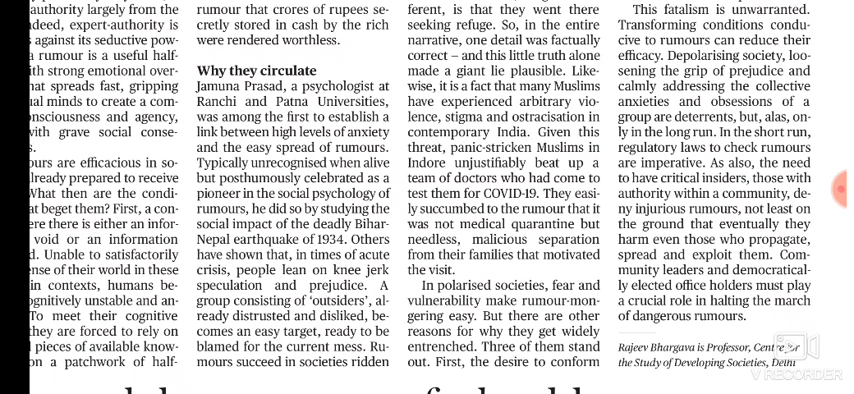 authority largely from the
deed, expert-authority is
against its seductive pow-
a rumour is a useful half-
ith strong emotional over-
hat spreads fast, gripping
ual minds to create a com-
onsciousness and agency,
with grave social conse-
s.
ours are efficacious in so-
lready prepared to receive
What then are the condi-
at beget them? First, a con-
ere there is either an infor-
void or an information
d. Unable to satisfactorily
ense of their world in these
in contexts, humans be-
ognitively unstable and an-
To meet their cognitive
they are forced to rely on
pieces of available know-
on a patchwork of half-
rumour that crores of rupees se-
cretly stored in cash by the rich
were rendered worthless.
Why they circulate
Jamuna Prasad, a psychologist at
Ranchi and Patna Universities,
was among the first to establish a
link between high levels of anxiety
and the easy spread of rumours.
Typically unrecognised when alive
but posthumously celebrated as a
pioneer in the social psychology of
rumours, he did so by studying the
social impact of the deadly Bihar-
Nepal earthquake of 1934. Others
have shown that, in times of acute
crisis, people lean on knee jerk
speculation and prejudice. A
group consisting of 'outsiders', al-
ready distrusted and disliked, be-
comes an easy target, ready to be
blamed for the current mess. Ru-
mours succeed in societies ridden
ferent, is that they went there
seeking refuge. So, in the entire
narrative, one detail was factually
correct – and this little truth alone
made a giant lie plausible. Like-
wise, it is a fact that many Muslims
have experienced arbitrary vio-
lence, stigma and ostracisation in
contemporary India. Given this
threat, panic-stricken Muslims in
Indore unjustifiably beat up a
team of doctors who had come to
test them for COVID-19. They easi-
ly succumbed to the rumour that it
was not medical quarantine but
needless, malicious separation
from their families that motivated
the visit.
In polarised societies, fear and
vulnerability make rumour-mon-
gering easy. But there are other
reasons for why they get widely
entrenched. Three of them stand
out. First, the desire to conform
This fatalism is unwarranted.
Transforming conditions condu-
cive to rumours can reduce their
efficacy. Depolarising society, loo-
sening the grip of prejudice and
calmly addressing the collective
anxieties and obsessions of a
group are deterrents, but, alas, on-
ly in the long run. In the short run,
regulatory laws to check rumours
are imperative. As also, the need
to have critical insiders, those with
authority within a community, de-
ny injurious rumours, not least on
the ground that eventually they
harm even those who propagate,
spread and exploit them. Com-
munity leaders and democratical-
ly elected office holders must play
a crucial role in halting the march
of dangerous rumours.
Rajeev Bhargava is Professor, Centre for
the Study of Developing Societies, Delhi
V RECORDER